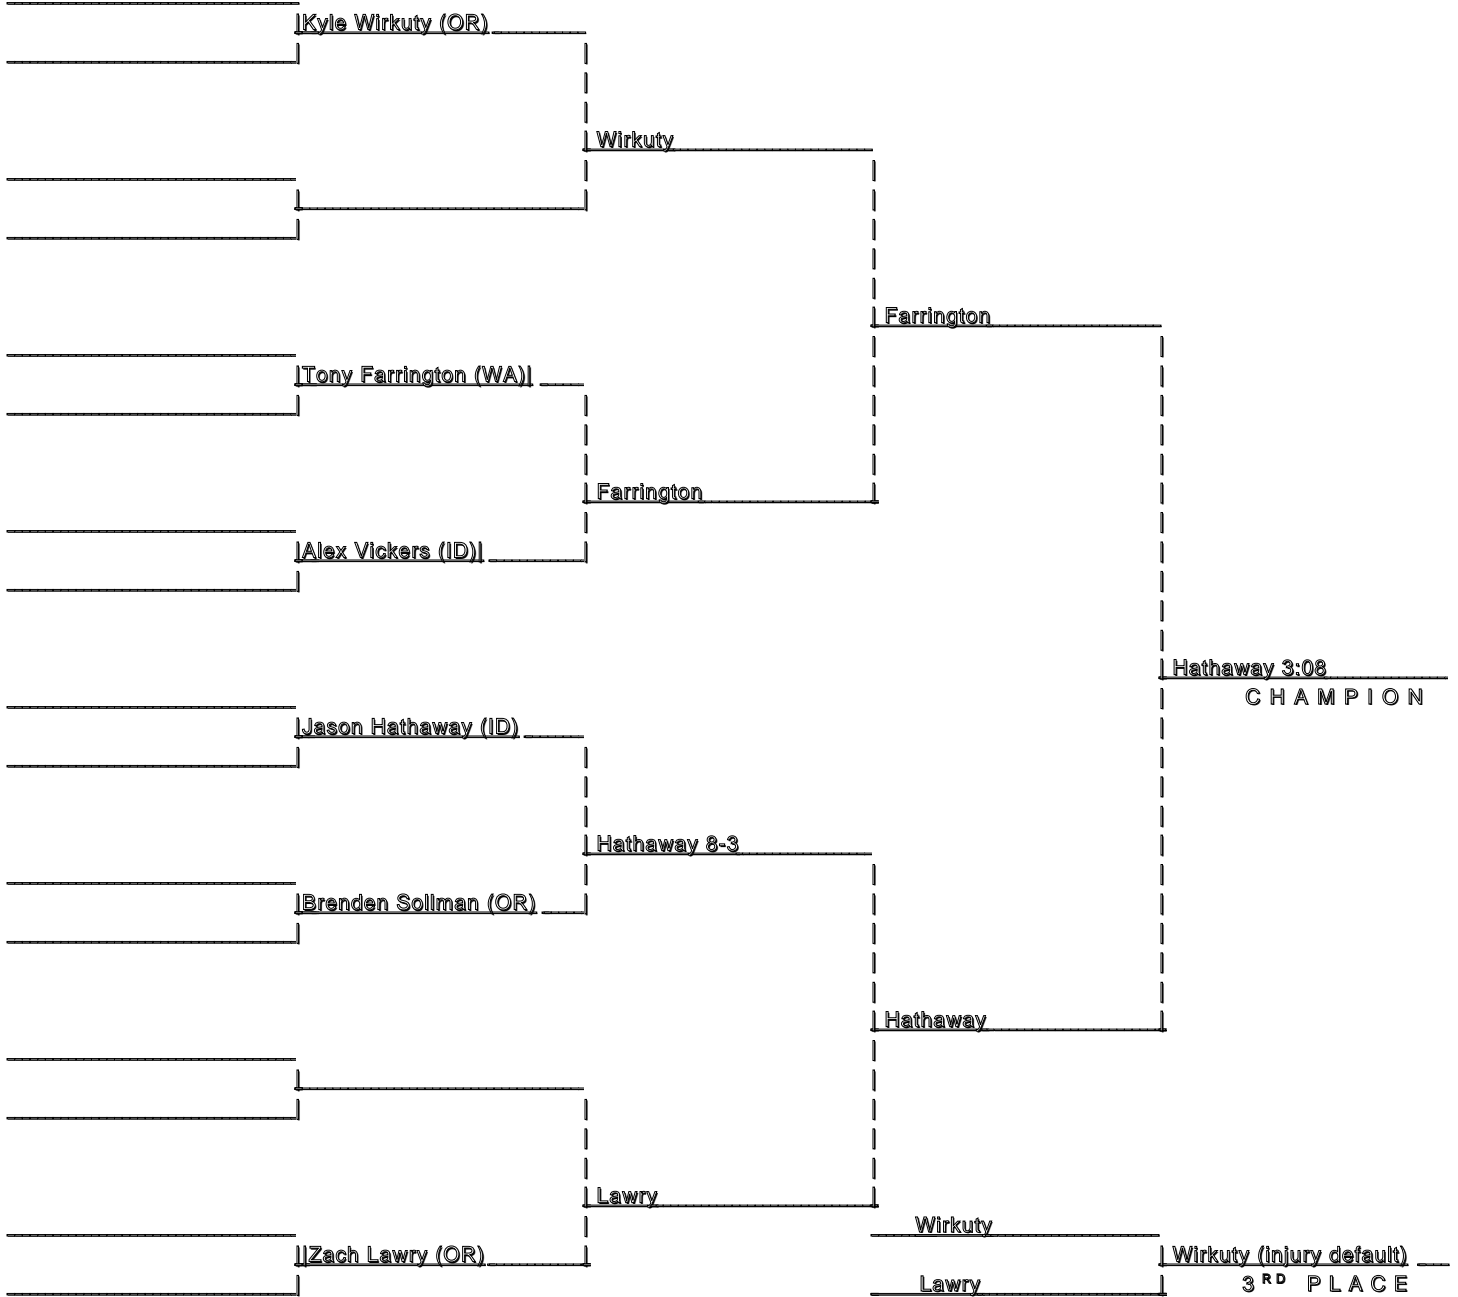 Kyle Wirkuty (OR)
Wirkuty
Farrington
Tony Farrington (WA)
Farrington
Alex Vickers (ID)
Hathaway 3:08
CHAMPION
Jason Hathaway (ID)
Hathaway 8-3
Brenden Sollman (OR)
Hathaway
Lawry
Wirkuty
Zach Lawry (OR)
Wirkuty (injury default)
Lawry
3RD PLACE